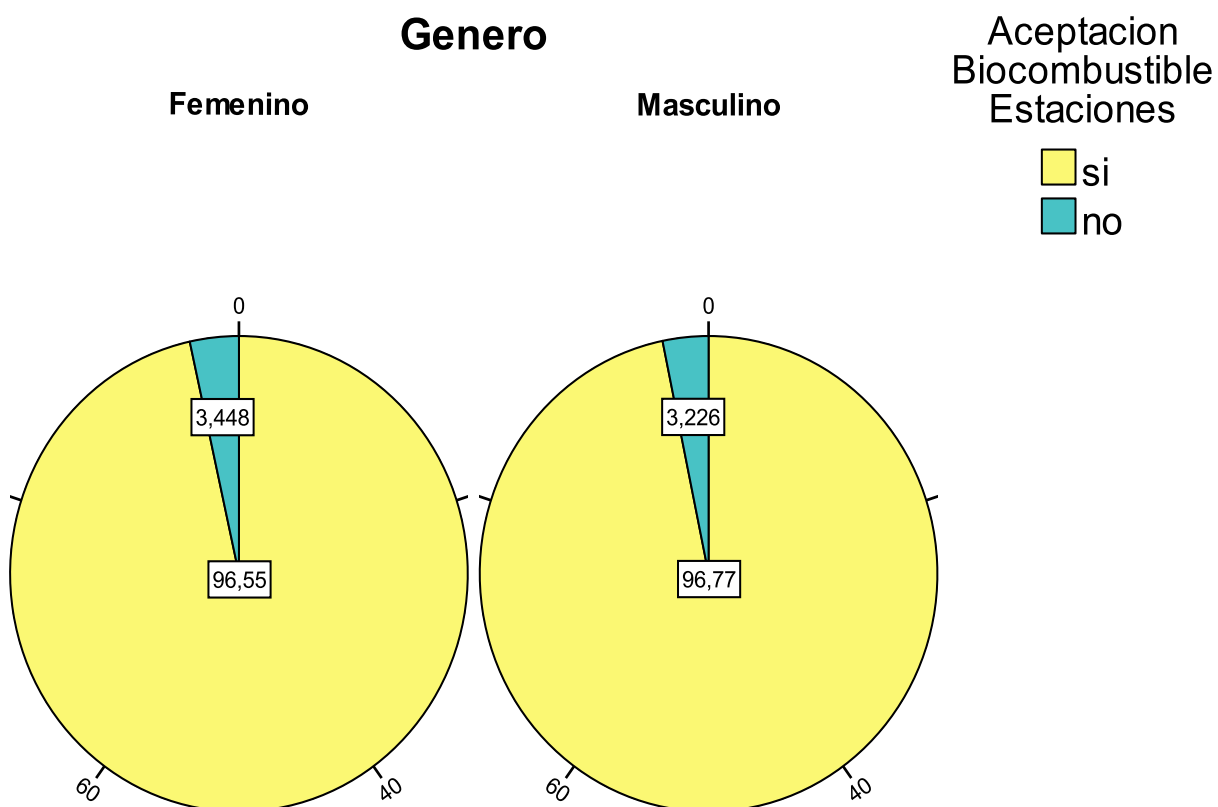 Genero
Femenino
Masculino
Aceptacion
Biocombustible
Estaciones
si
no
0
3,448
96,55
60
40
0
3,226
96,77
60
40